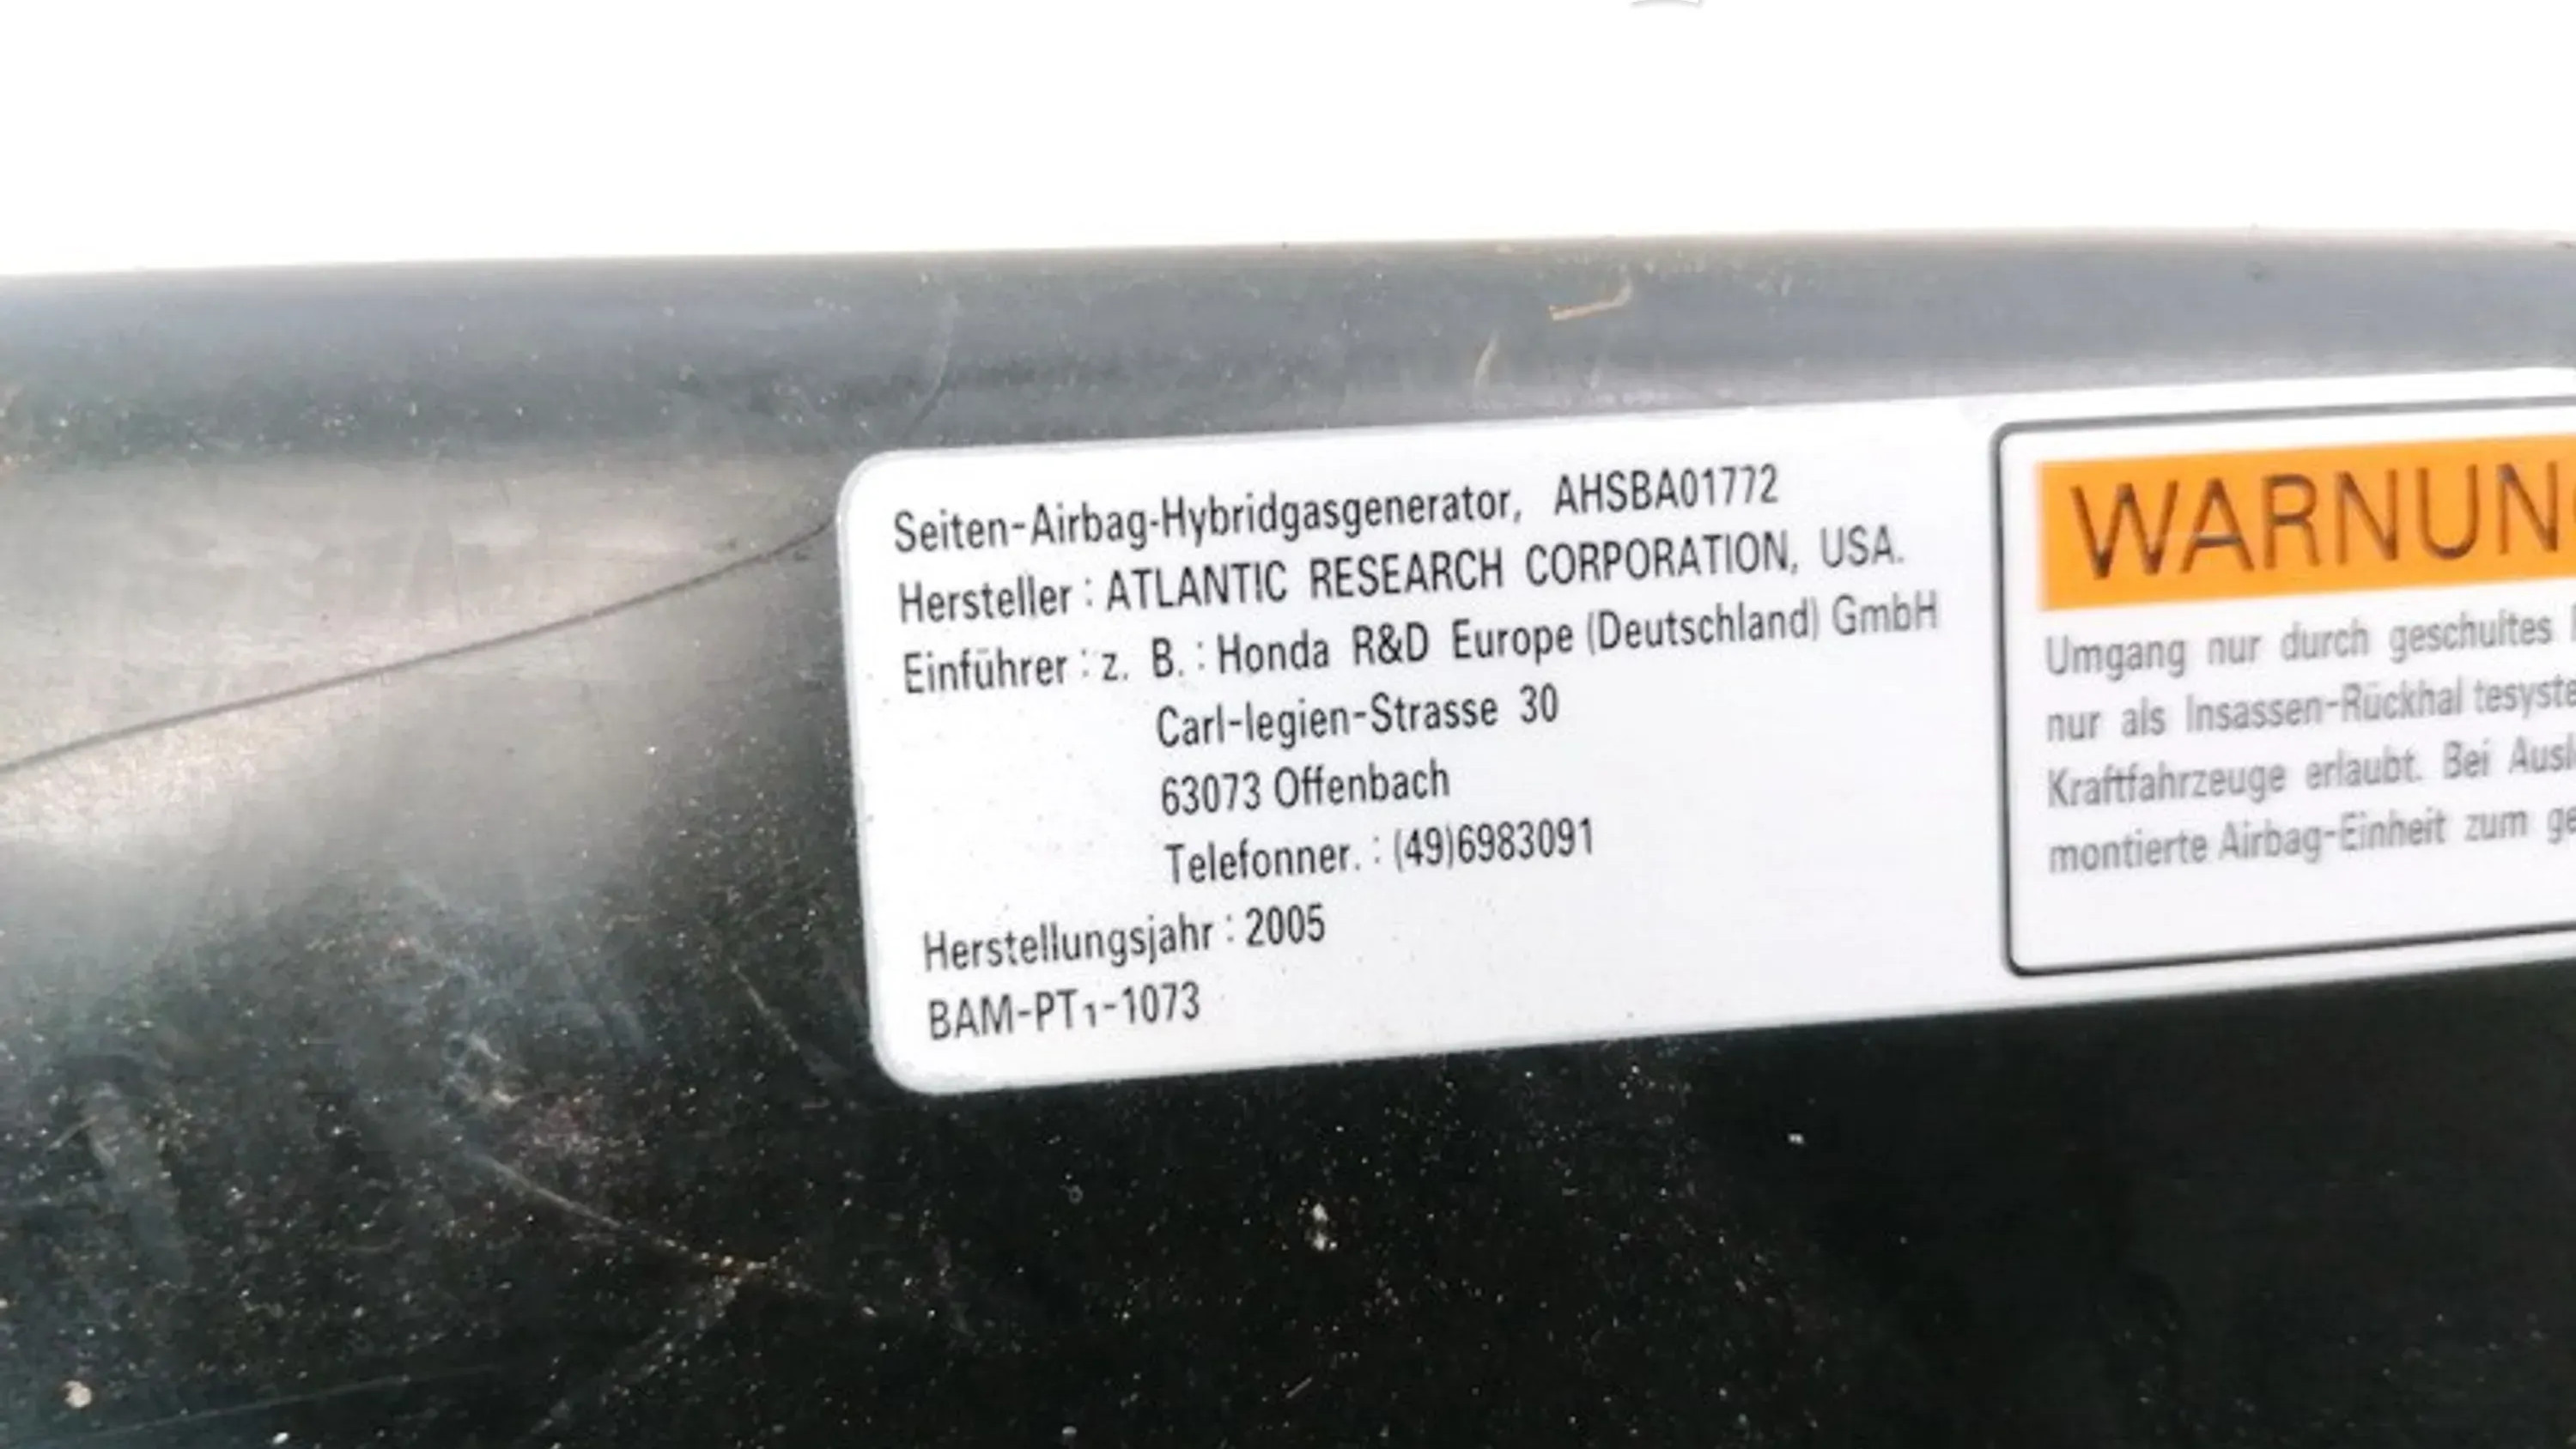 Seiten-Airbag-Hybridgasgenerator, AHSBA01772
Hersteller : ATLANTIC RESEARCH CORPORATION, USA.
Einführer : z. B. : Honda R&D Europe (Deutschland) GmbH
Carl-legien-Strasse 30
63073 Offenbach
Telefonner. : (49)6983091
Herstellungsjahr : 2005
BAM-PT1-1073
WARNUN
Umgang nur durch geschultes
nur als Insassen-Rückhal tesyste
Kraftfahrzeuge erlaubt. Bei Ausl
montierte Airbag-Einheit zum ge